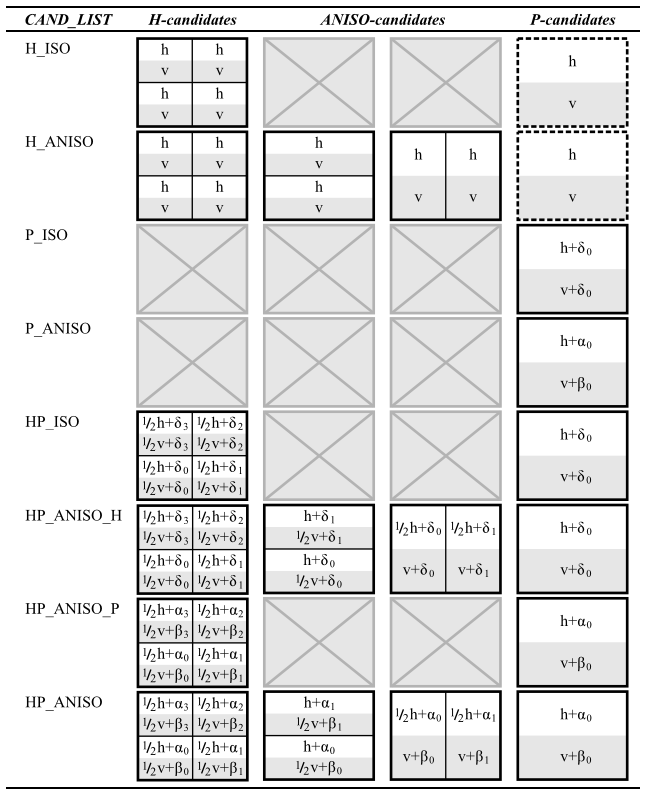 CAND_LIST H-candidates ANISO-candidates P-candidates
H_ISO h h h
v v
h h v
v v
H_ANISO h h h h h h
v v v
h h h v v v
v v v
P_ISO h+δ₀
v+δ₀
P_ANISO h+α₀
v+β₀
HP_ISO ½h+δ₃ ½h+δ₂ h+δ₀
½v+δ₃ ½v+δ₂
½h+δ₀ ½h+δ₁ v+δ₀
½v+δ₀ ½v+δ₁
HP_ANISO_H ½h+δ₃ ½h+δ₂ h+δ₁ ½h+δ₀ ½h+δ₁ h+δ₀
½v+δ₃ ½v+δ₂ ½v+δ₁
½h+δ₀ ½h+δ₁ h+δ₀ v+δ₀ v+δ₁ v+δ₀
½v+δ₀ ½v+δ₁ ½v+δ₀
HP_ANISO_P ½h+α₃ ½h+α₂ h+α₀
½v+β₃ ½v+β₂
½h+α₀ ½h+α₁ v+β₀
½v+β₀ ½v+β₁
HP_ANISO ½h+α₃ ½h+α₂ h+α₁ ½h+α₀ ½h+α₁ h+α₀
½v+β₃ ½v+β₂ ½v+β₁
½h+α₀ ½h+α₁ h+α₀ v+β₀ v+β₁ v+β₀
½v+β₀ ½v+β₁ ½v+β₀